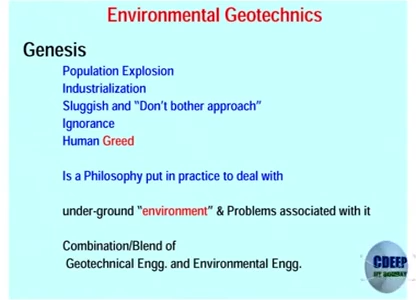 Environmental Geotechnics
Genesis
Population Explosion
Industrialization
Sluggish and “Don’t bother approach”
Ignorance
Human Greed
Is a Philosophy put in practice to deal with
under-ground “environment” & Problems associated with it
Combination/Blend of
Geotechnical Engg. and Environmental Engg.
CDEEP
IIT BOMBAY